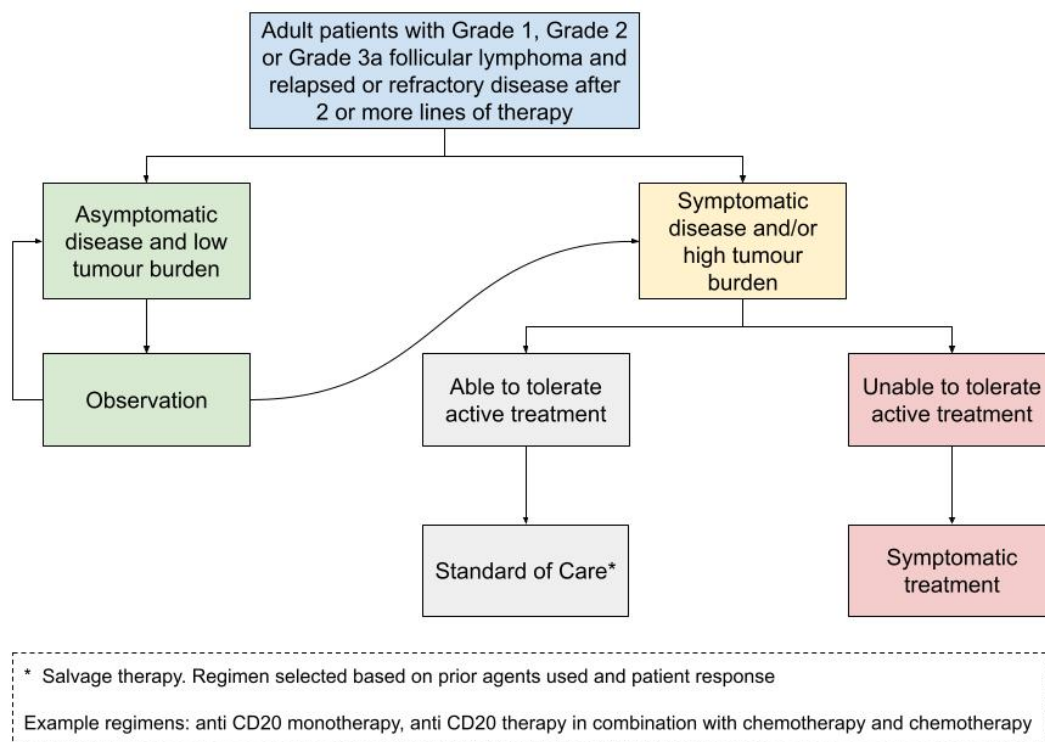 Adult patients with Grade 1, Grade 2
or Grade 3a follicular lymphoma and
relapsed or refractory disease after
2 or more lines of therapy
Asymptomatic
disease and low
tumour burden
Symptomatic
disease and/or
high tumour
burden
Observation
Able to tolerate
active treatment
Unable to tolerate
active treatment
Standard of Care*
Symptomatic
treatment
* Salvage therapy. Regimen selected based on prior agents used and patient response
Example regimens: anti CD20 monotherapy, anti CD20 therapy in combination with chemotherapy and chemotherapy